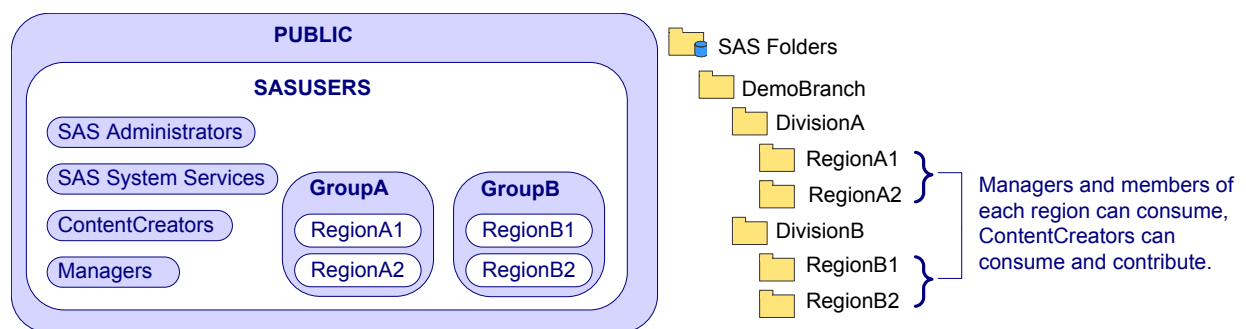 PUBLIC
SASUSERS
SAS Administrators
SAS System Services
ContentCreators
Managers
GroupA
RegionA1
RegionA2
GroupB
RegionB1
RegionB2
SAS Folders
DemoBranch
DivisionA
RegionA1
RegionA2
DivisionB
RegionB1
RegionB2
Managers and members of
each region can consume,
ContentCreators can
consume and contribute.